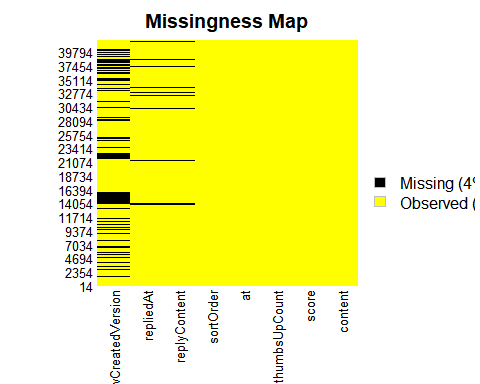 Missingness Map
39794
37454
35114
32774
30434
28094
25754
23414
21074
18734
16394
14054
11714
9374
7034
4694
2354
14
Missing (4%
Observed (
vCreatedVersion
repliedAt
replyContent
sortOrder
at
thumbsUpCount
score
content